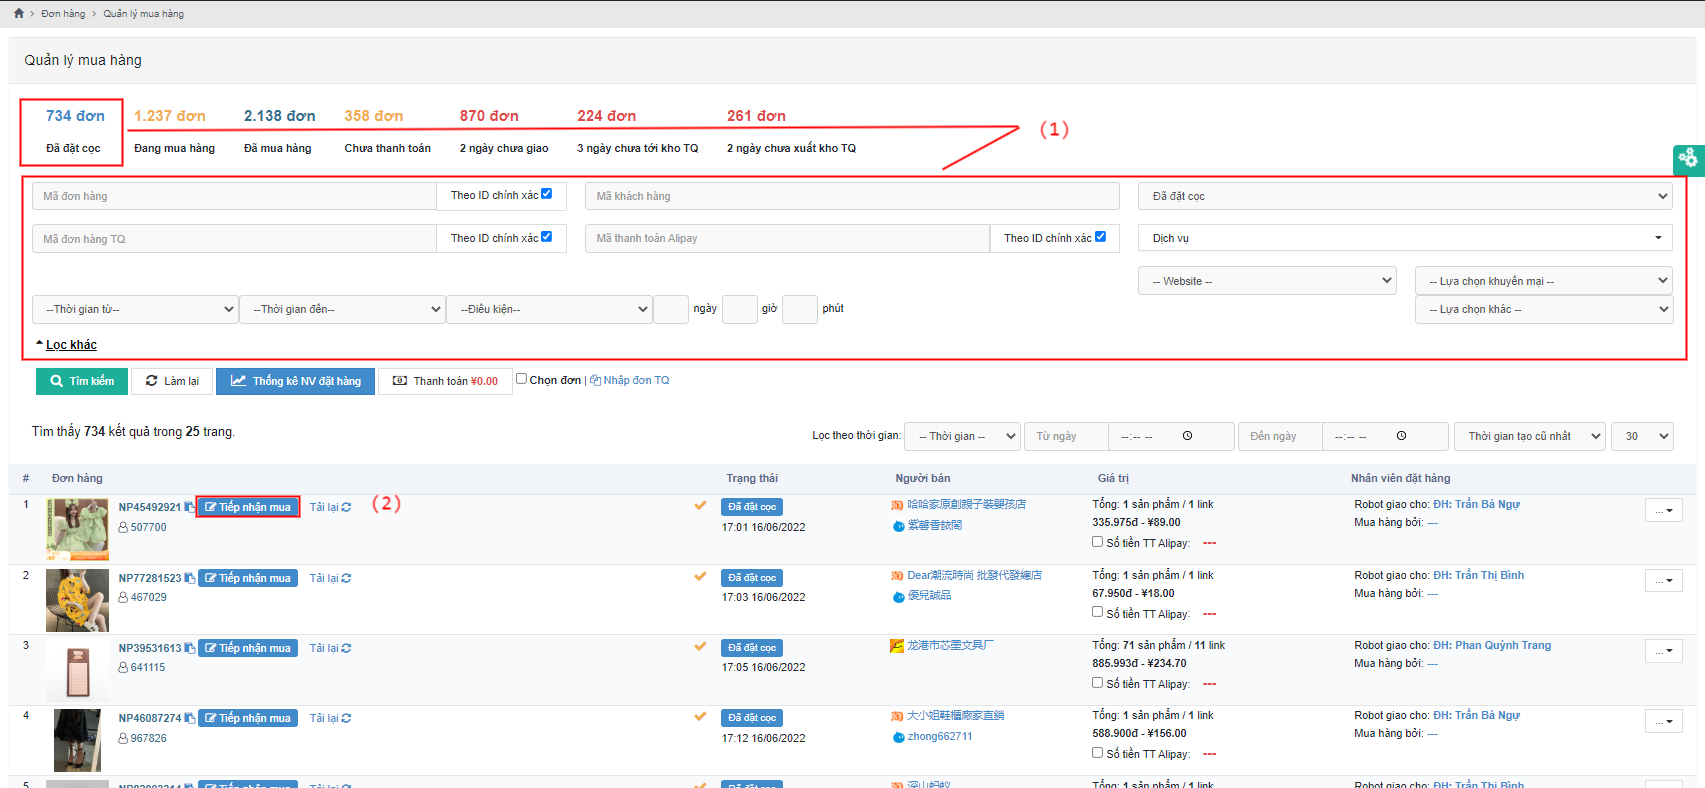 Đơn hàng > Quản lý mua hàng
Quản lý mua hàng
734 đơn 1.237 đơn 2.138 đơn 358 đơn 870 đơn 224 đơn 261 đơn
(1)
Đã đặt cọc Đang mua hàng Đã mua hàng Chưa thanh toán 2 ngày chưa giao 3 ngày chưa tới kho TQ 2 ngày chưa xuất kho TQ
Mã đơn hàng Theo ID chính xác Mã khách hàng Đã đặt cọc
Mã đơn hàng TQ Theo ID chính xác Mã thanh toán Alipay Theo ID chính xác Dịch vụ
-- Website -- -- Lựa chọn khuyến mại --
--Thời gian từ-- --Thời gian đến-- --Điều kiện-- ngày giờ phút -- Lựa chọn khác --
Lọc khác
Tìm kiếm Làm lại Thống kê NV đặt hàng Thanh toán ¥0.00 Chọn đơn | Nhập đơn TQ
Tìm thấy 734 kết quả trong 25 trang.
Lọc theo thời gian: -- Thời gian -- Từ ngày --:-- -- Đến ngày --:-- -- Thời gian tạo cũ nhất 30
# Đơn hàng Trạng thái Người bán Giá trị Nhân viên đặt hàng
1 NP45492921 Tiếp nhận mua Tải lại (2) Đã đặt cọc 哈哈家原創親子裝嬰孩店 Tổng: 1 sản phẩm / 1 link Robot giao cho: ĐH: Trần Bá Ngự ...
507700 17:01 16/06/2022 335.975đ - ¥89.00 Mua hàng bởi: ---
Số tiền TT Alipay: ---
2 NP77281523 Tiếp nhận mua Tải lại Đã đặt cọc Dear潮流時尚 批發代發總店 Tổng: 1 sản phẩm / 1 link Robot giao cho: ĐH: Trần Thị Bình ...
467029 17:03 16/06/2022 優兒誠品 67.950đ - ¥18.00 Mua hàng bởi: ---
Số tiền TT Alipay: ---
3 NP39531613 Tiếp nhận mua Tải lại Đã đặt cọc 龙港市芯墨文具厂 Tổng: 71 sản phẩm / 11 link Robot giao cho: ĐH: Phan Quỳnh Trang ...
641115 17:05 16/06/2022 885.993đ - ¥234.70 Mua hàng bởi: ---
Số tiền TT Alipay: ---
4 NP46087274 Tiếp nhận mua Tải lại Đã đặt cọc 大小姐鞋櫃廠家直銷 Tổng: 1 sản phẩm / 1 link Robot giao cho: ĐH: Trần Bá Ngự ...
967826 17:12 16/06/2022 zhong662711 588.900đ - ¥156.00 Mua hàng bởi: ---
Số tiền TT Alipay: ---
5 Tiếp nhận mua Tải lại Đã đặt cọc 深山蚂蚁 Tổng: 1 sản phẩm / 1 link Robot giao cho: ĐH: Trần Thị Bình